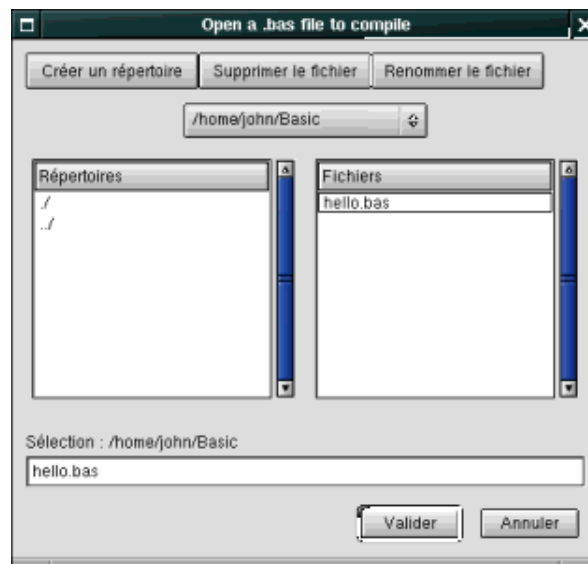 Open a .bas file to compile
Créer un répertoire Supprimer le fichier Renommer le fichier
/home/john/Basic
Répertoires Fichiers
./ hello.bas
../
Sélection : /home/john/Basic
hello.bas
Valider Annuler